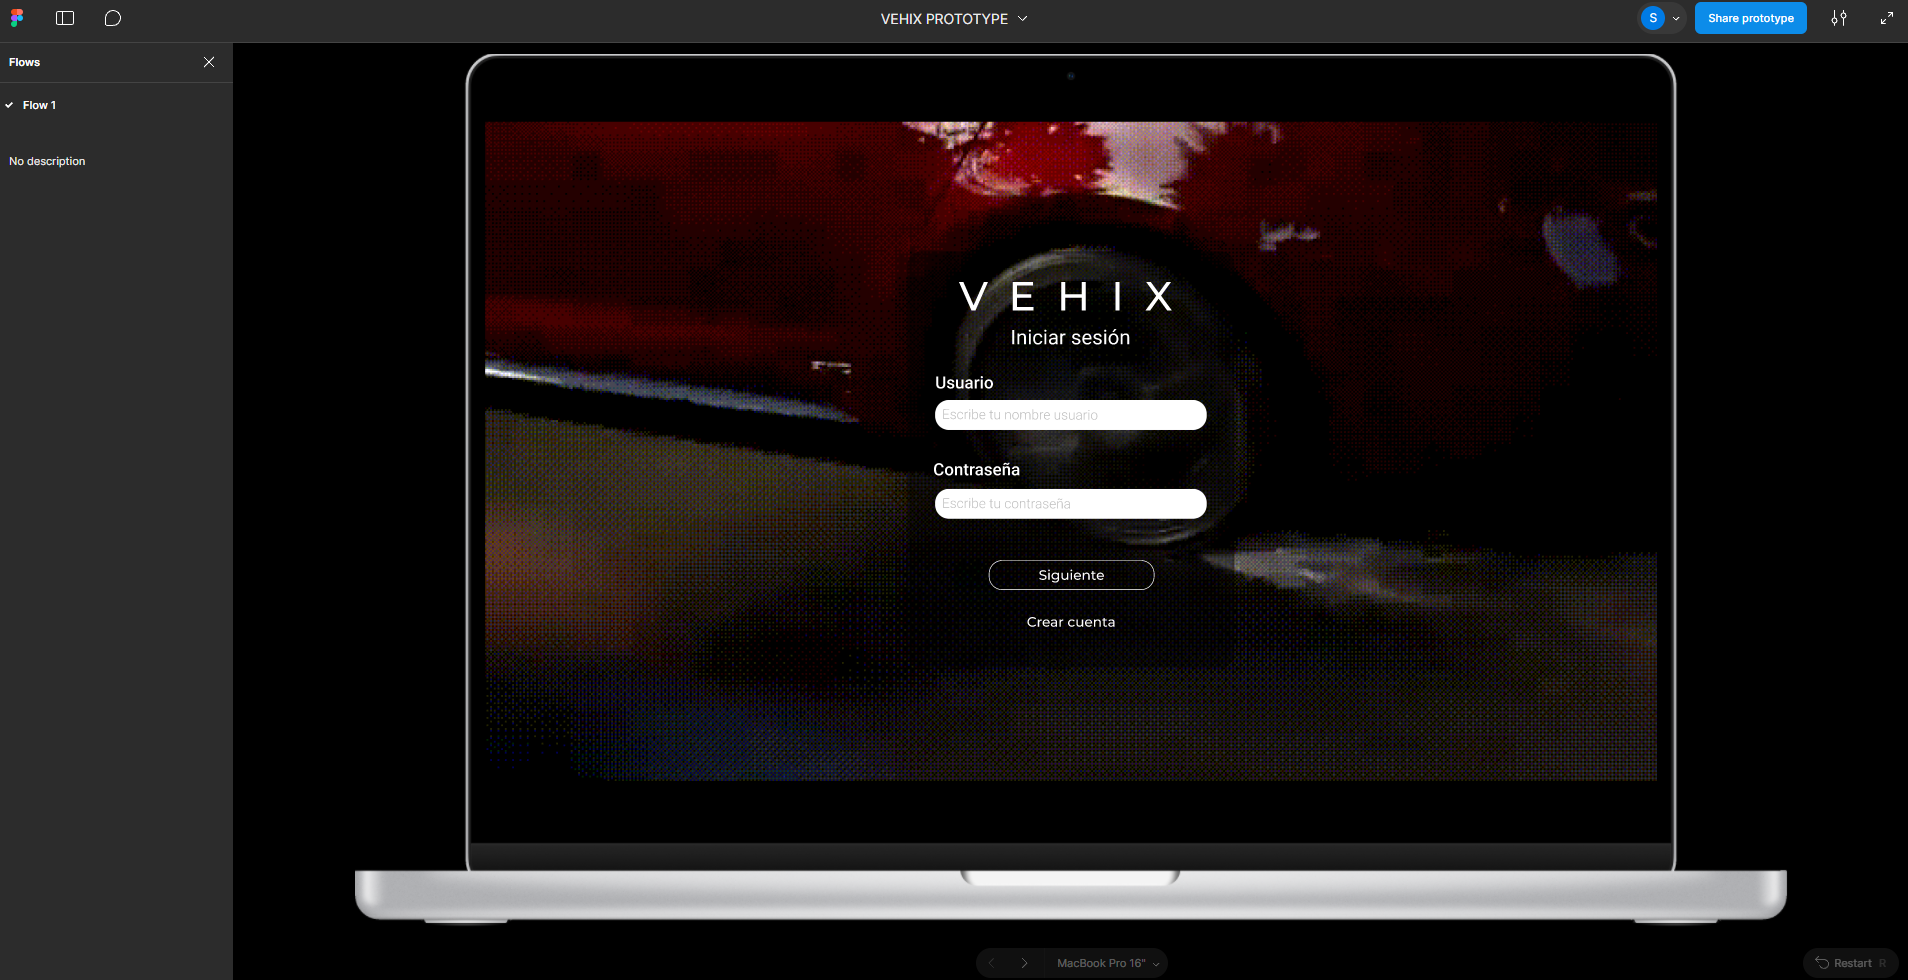 VEHIX PROTOTYPE
S
Share prototype
Flows
Flow 1
No description
VEHIX
Iniciar sesión
Usuario
Escribe tu nombre usuario
Contraseña
Escribe tu contraseña
Siguiente
Crear cuenta
MacBook Pro 16"
Restart R